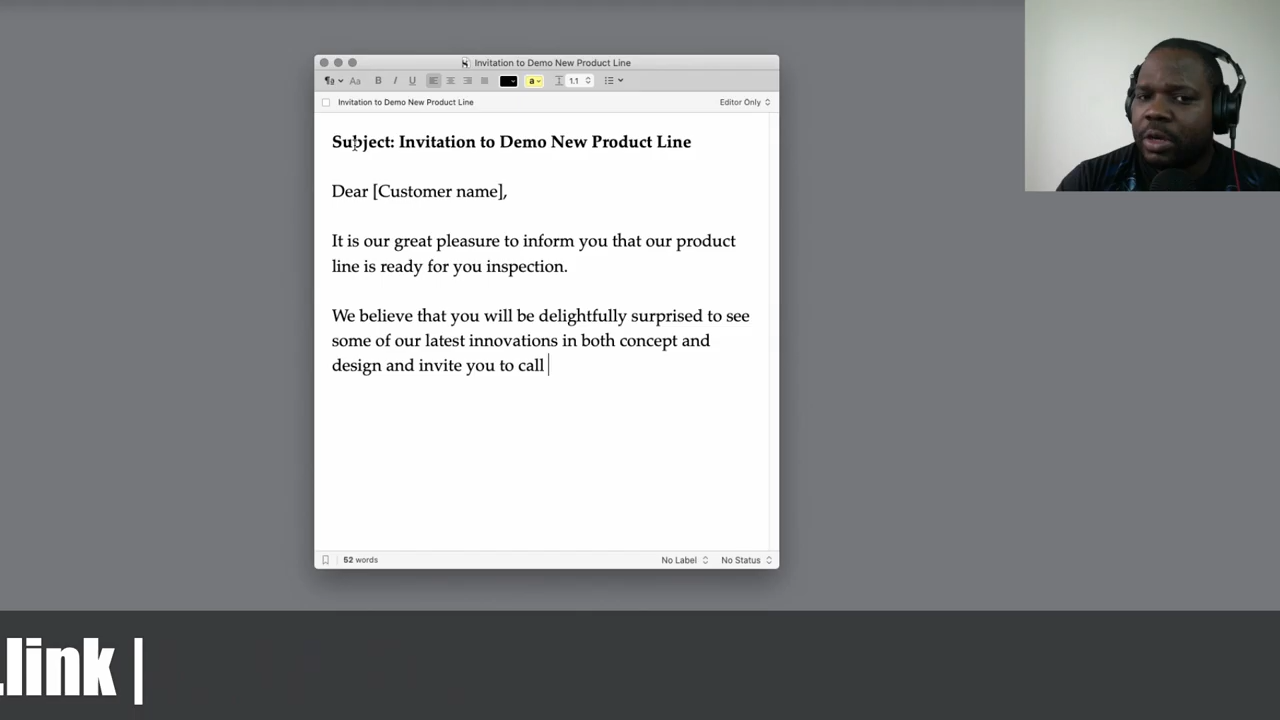 Invitation to Demo New Product Line
Aa B I U a 1.1
Invitation to Demo New Product Line Editor Only
Subject: Invitation to Demo New Product Line
Dear [Customer name],
It is our great pleasure to inform you that our product
line is ready for you inspection.
We believe that you will be delightfully surprised to see
some of our latest innovations in both concept and
design and invite you to call
52 words No Label No Status
.link |